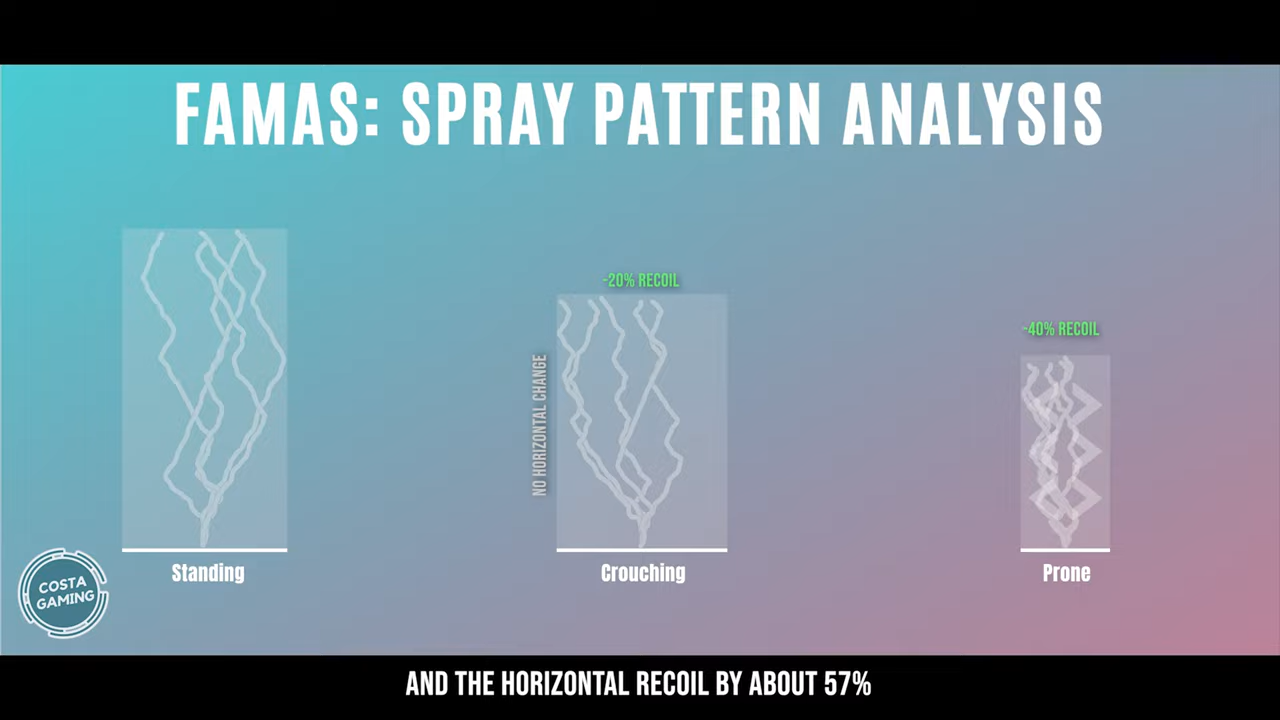 FAMAS: SPRAY PATTERN ANALYSIS
-20% RECOIL
-40% RECOIL
NO HORIZONTAL CHANGE
Standing
Crouching
Prone
COSTA
GAMING
AND THE HORIZONTAL RECOIL BY ABOUT 57%